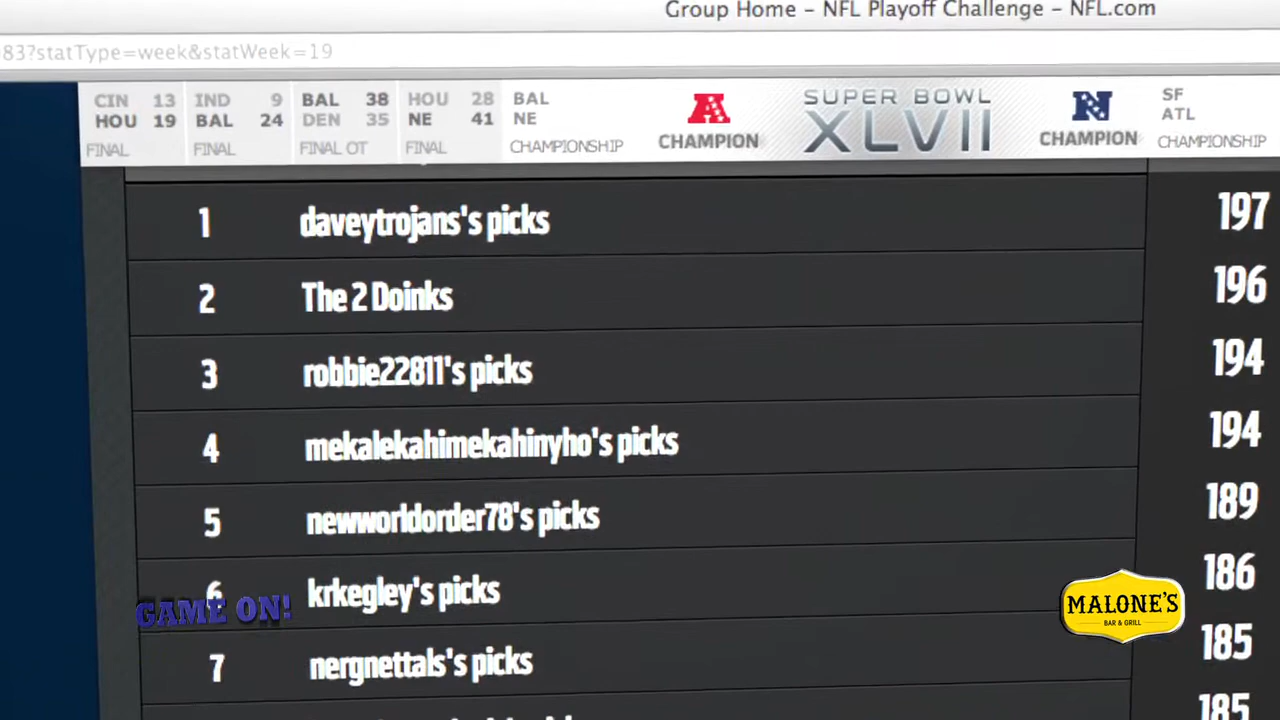 Group Home - NFL Playoff Challenge - NFL.com
983?statType=week&statWeek=19
CIN 13
HOU 19
FINAL
IND 9
BAL 24
FINAL
BAL 38
DEN 35
FINAL OT
HOU 28
NE 41
FINAL
BAL
NE
CHAMPIONSHIP
A
CHAMPION
SUPER BOWL
XLVII
N
CHAMPION
SF
ATL
CHAMPIONSHIP
1 daveytrojans's picks 197
2 The 2 Doinks 196
3 robbie22811's picks 194
4 mekalekahimekahinyho's picks 194
5 newworldorder78's picks 189
6 krkegley's picks 186
GAME ON!
MALONE'S
BAR & GRILL
7 nergnettals's picks 185
185